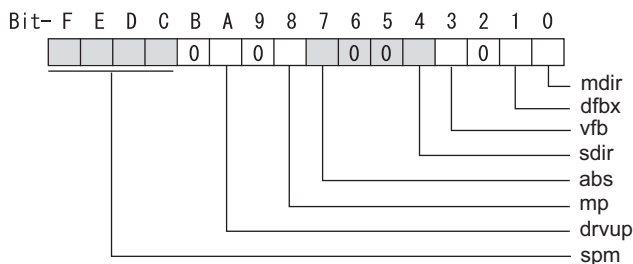 Bit- F E D C B A 9 8 7 6 5 4 3 2 1 0
0 0 0 0 0
mdir
dfbx
vfb
sdir
abs
mp
drvup
spm